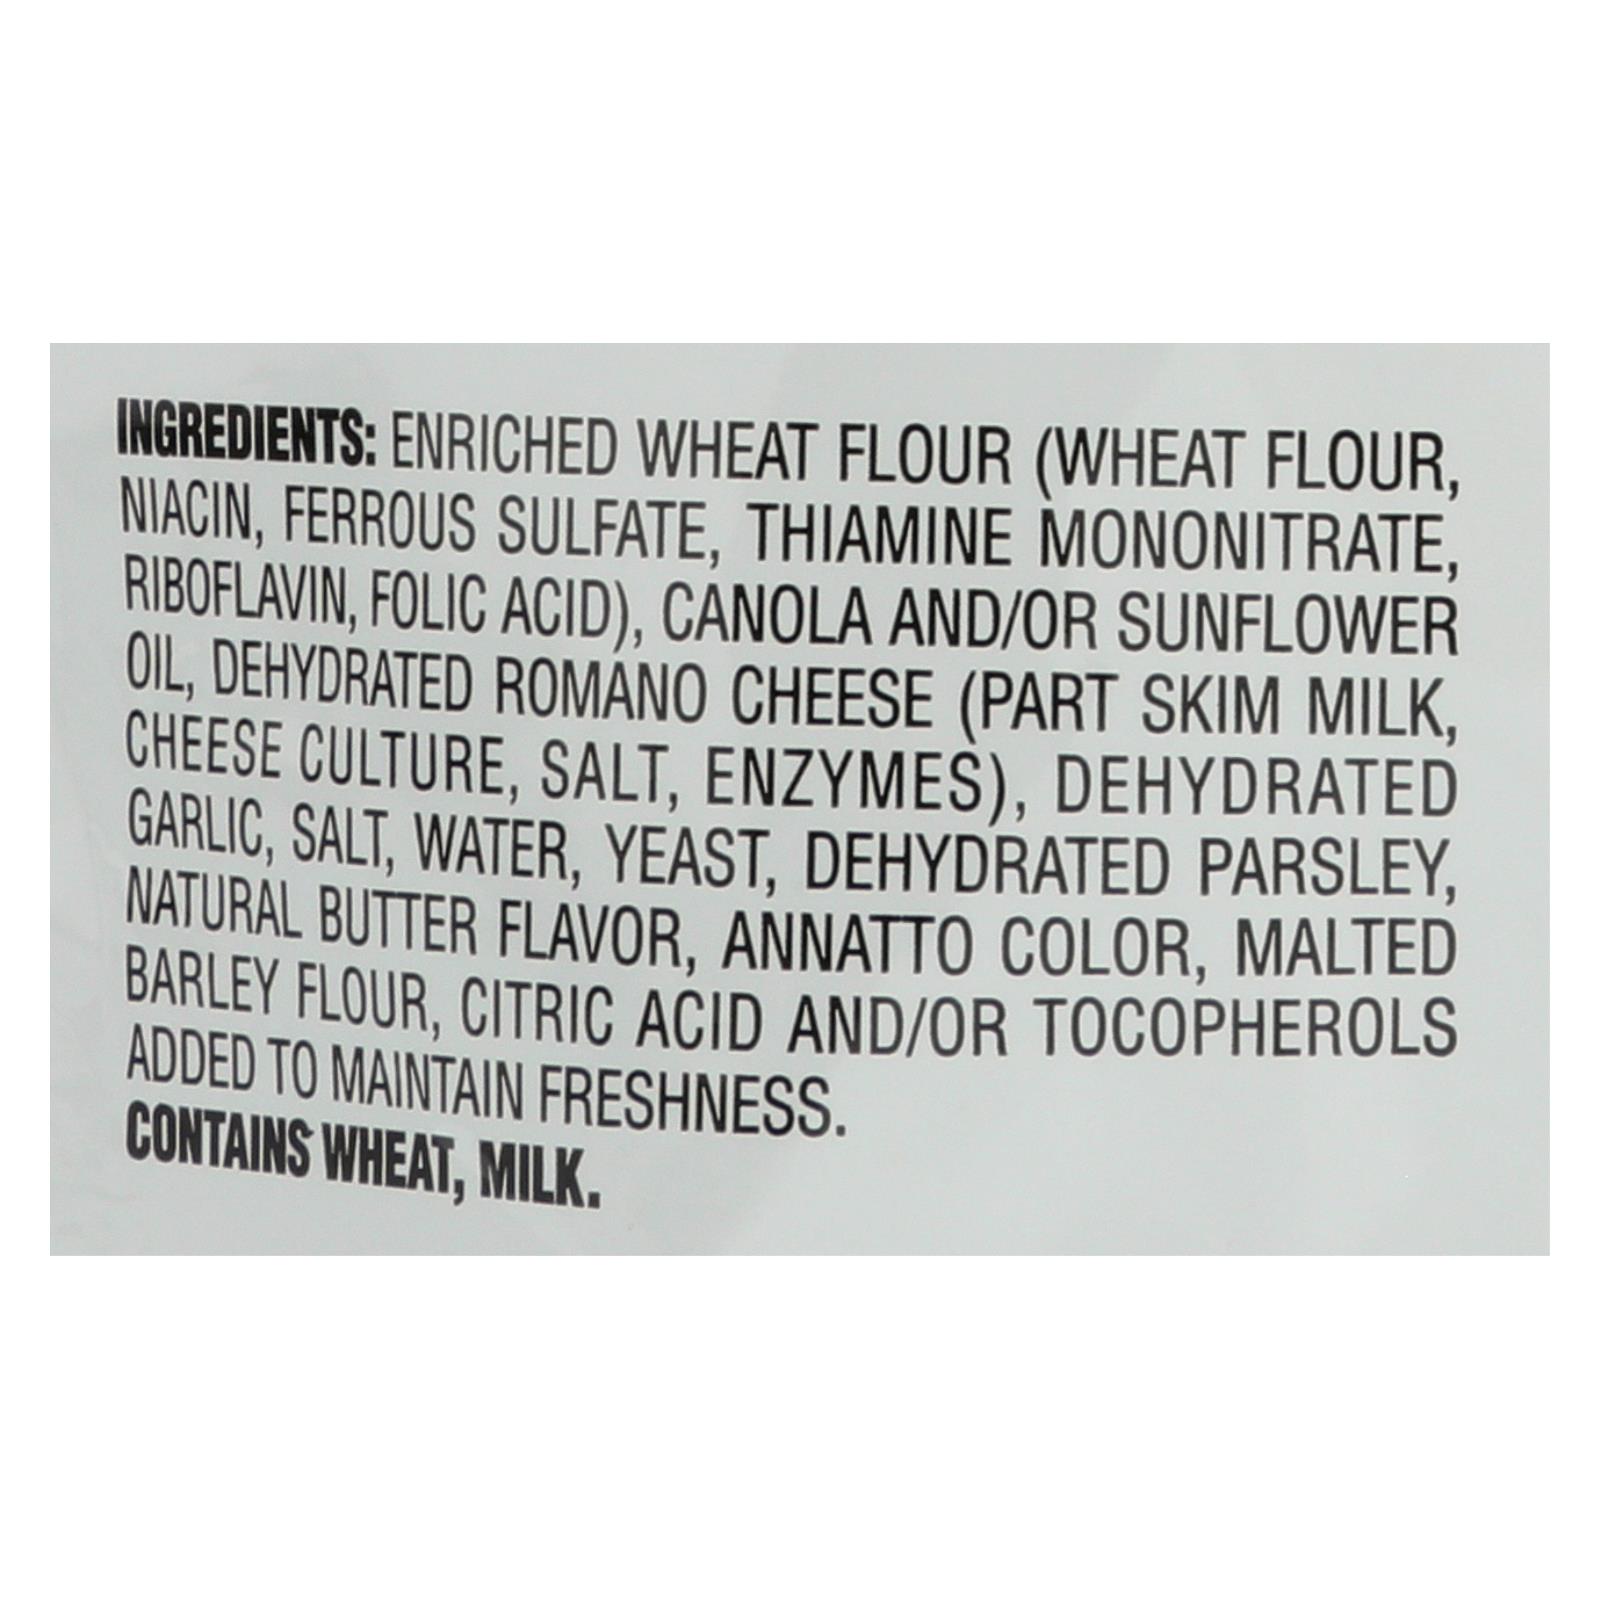 INGREDIENTS: ENRICHED WHEAT FLOUR (WHEAT FLOUR,
NIACIN, FERROUS SULFATE, THIAMINE MONONITRATE,
RIBOFLAVIN, FOLIC ACID), CANOLA AND/OR SUNFLOWER
OIL, DEHYDRATED ROMANO CHEESE (PART SKIM MILK,
CHEESE CULTURE, SALT, ENZYMES), DEHYDRATED
GARLIC, SALT, WATER, YEAST, DEHYDRATED PARSLEY,
NATURAL BUTTER FLAVOR, ANNATTO COLOR, MALTED
BARLEY FLOUR, CITRIC ACID AND/OR TOCOPHEROLS
ADDED TO MAINTAIN FRESHNESS.
CONTAINS WHEAT, MILK.